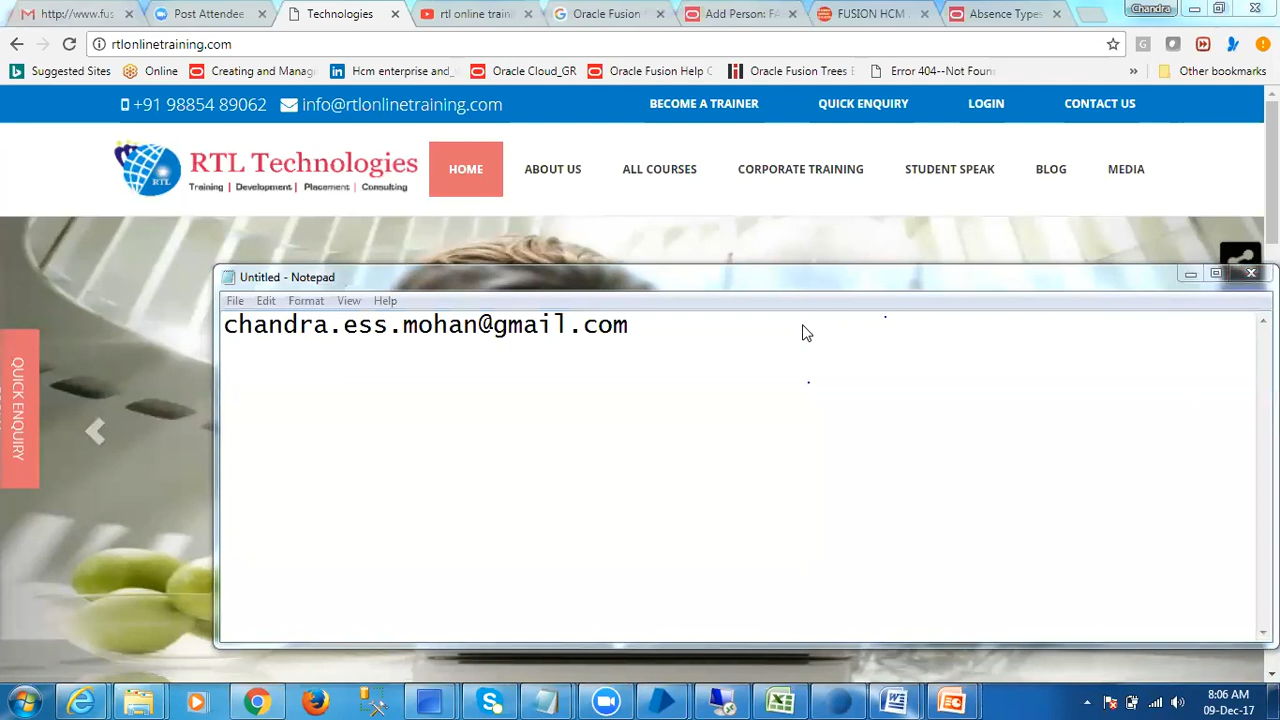 http://www.fus
Post Attendee
Technologies
rtl online train
Oracle Fusion
Add Person: FA
FUSION HCM
Absence Types
Chandra
rtlonlinetraining.com
Suggested Sites
Online
Creating and Manag
Hcm enterprise and
Oracle Cloud_GR
Oracle Fusion Help C
Oracle Fusion Trees
Error 404--Not Foun
Other bookmarks
+91 98854 89062
info@rtlonlinetraining.com
BECOME A TRAINER
QUICK ENQUIRY
LOGIN
CONTACT US
RTL
RTL Technologies
Training | Development | Placement | Consulting
HOME
ABOUT US
ALL COURSES
CORPORATE TRAINING
STUDENT SPEAK
BLOG
MEDIA
QUICK ENQUIRY
Untitled - Notepad
File Edit Format View Help
chandra.ess.mohan@gmail.com
8:06 AM
09-Dec-17